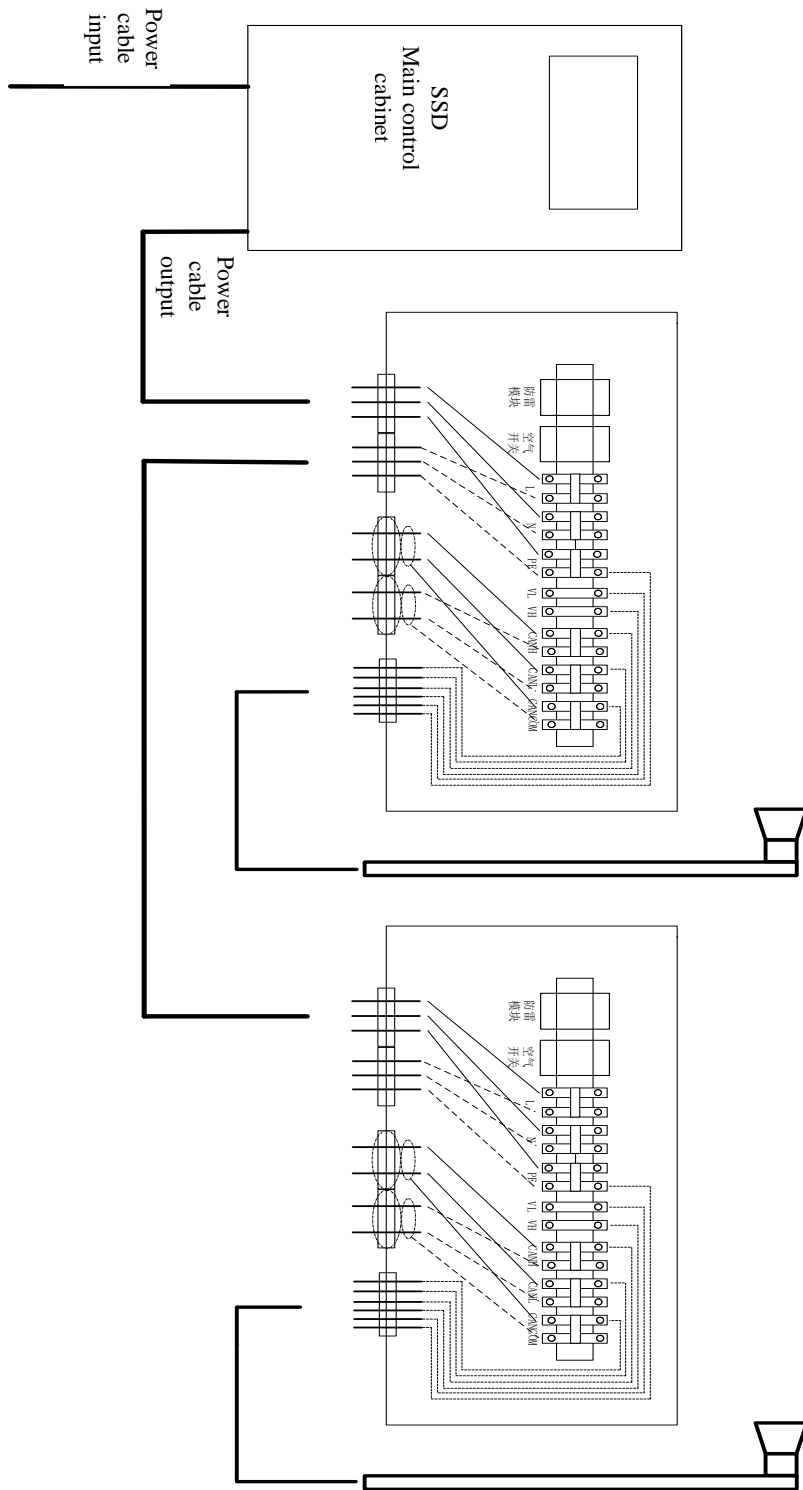 SSD
Main control
cabinet
Power
cable
input
Power
cable
output
防雷
模块
空气
开关
L
N
PE
VL
VH
CANH
CANL
CANCOM
防雷
模块
空气
开关
L
N
PE
VL
VH
CANH
CANL
CANCOM